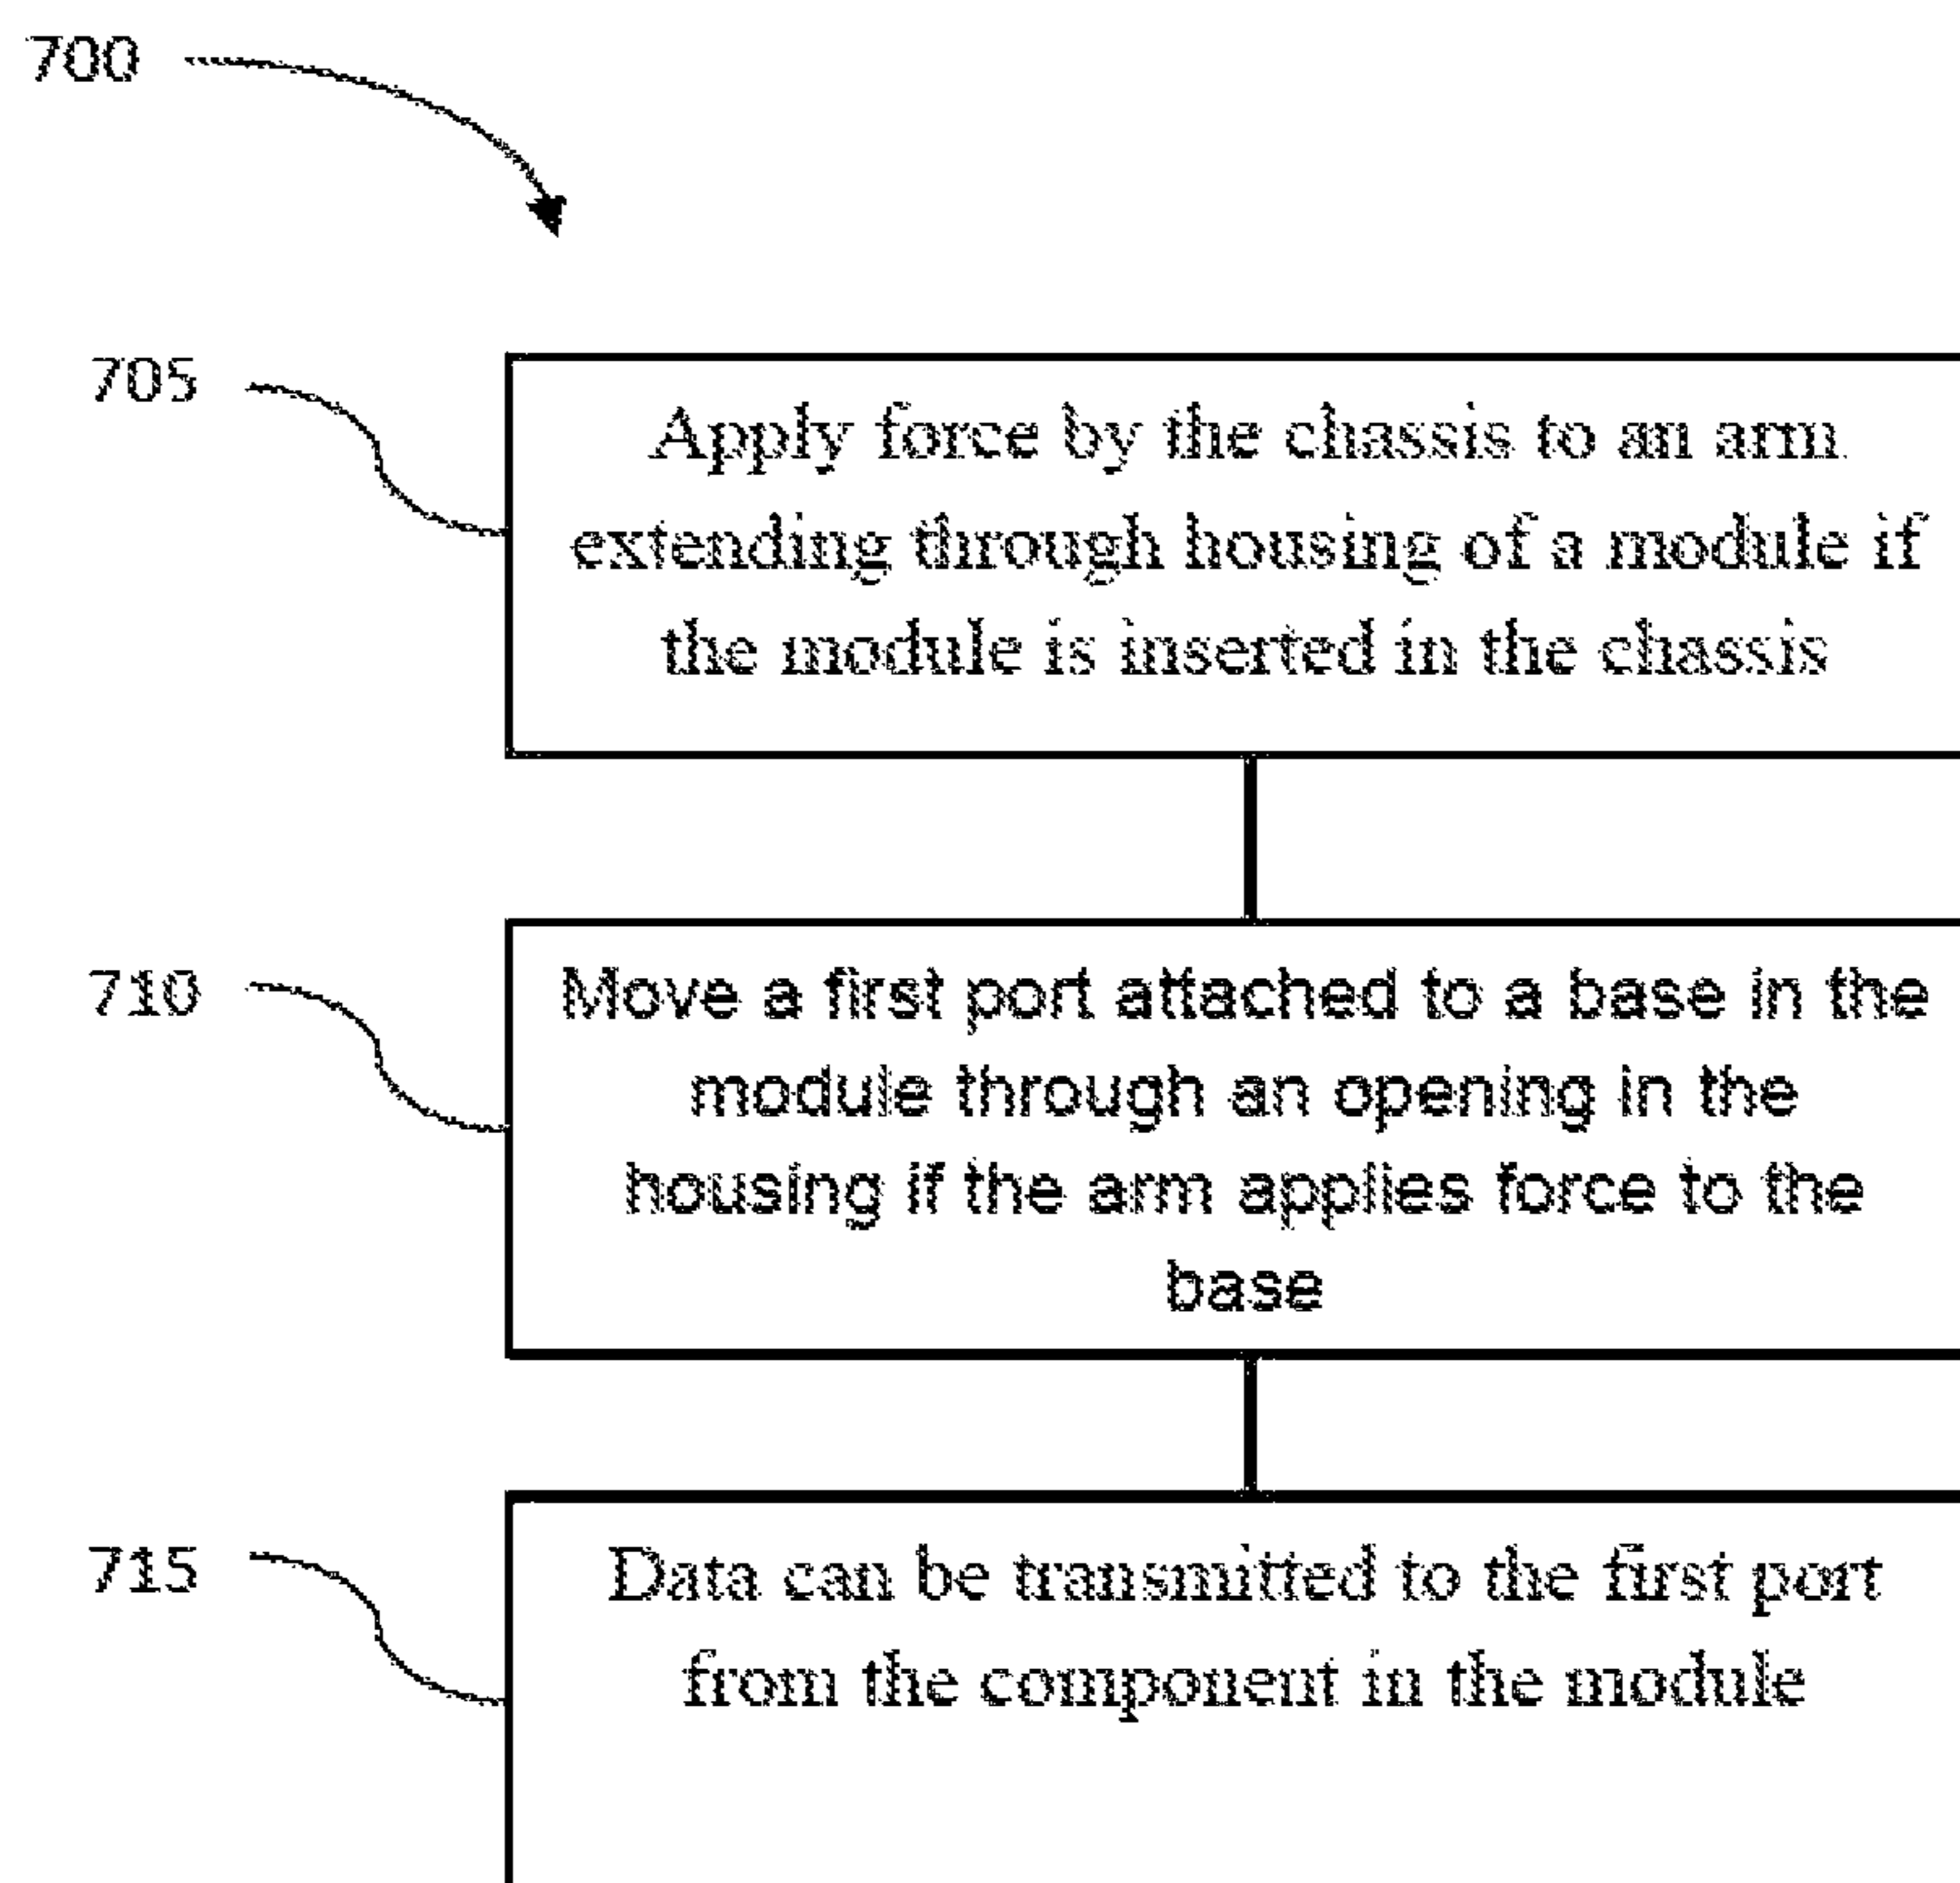 700
705
Apply force by the chassis to an arm
extending through housing of a module if
the module is inserted in the chassis
710
Move a first port attached to a base in the
module through an opening in the
housing if the arm applies force to the
base
715
Data can be transmitted to the first port
from the component in the module